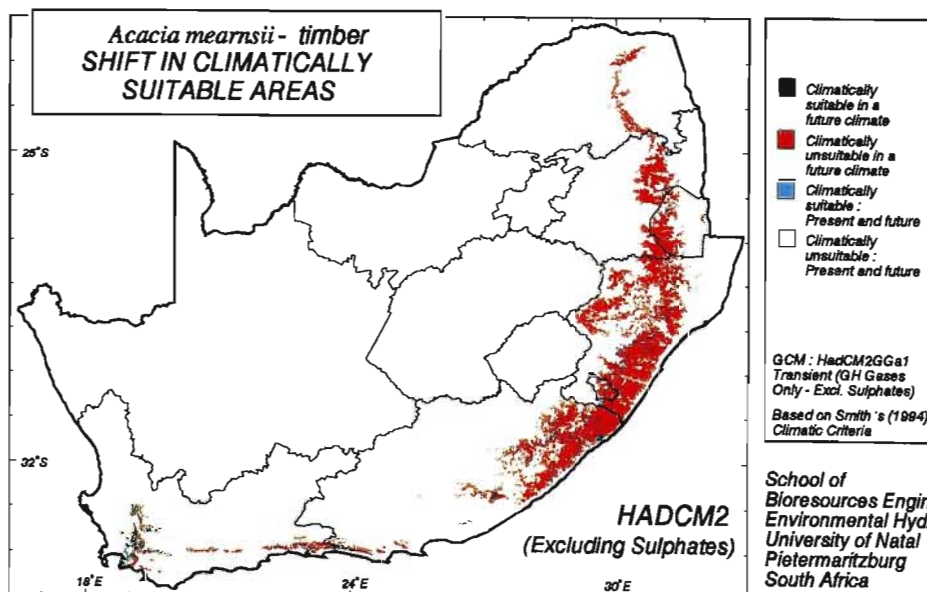 Acacia mearnsii - timber
SHIFT IN CLIMATICALLY
SUITABLE AREAS
25°S
32°S
18°E
24°E
30°E
HADCM2
(Excluding Sulphates)
Climatically
suitable in a
future climate
Climatically
unsuitable in a
future climate
Climatically
suitable :
Present and future
Climatically
unsuitable :
Present and future
GCM : HadCM2GGa1
Transient (GH Gases
Only - Excl. Sulphates)
Based on Smith's (1994)
Climatic Criteria
School of
Bioresources Engin
Environmental Hyd
University of Natal
Pietermaritzburg
South Africa